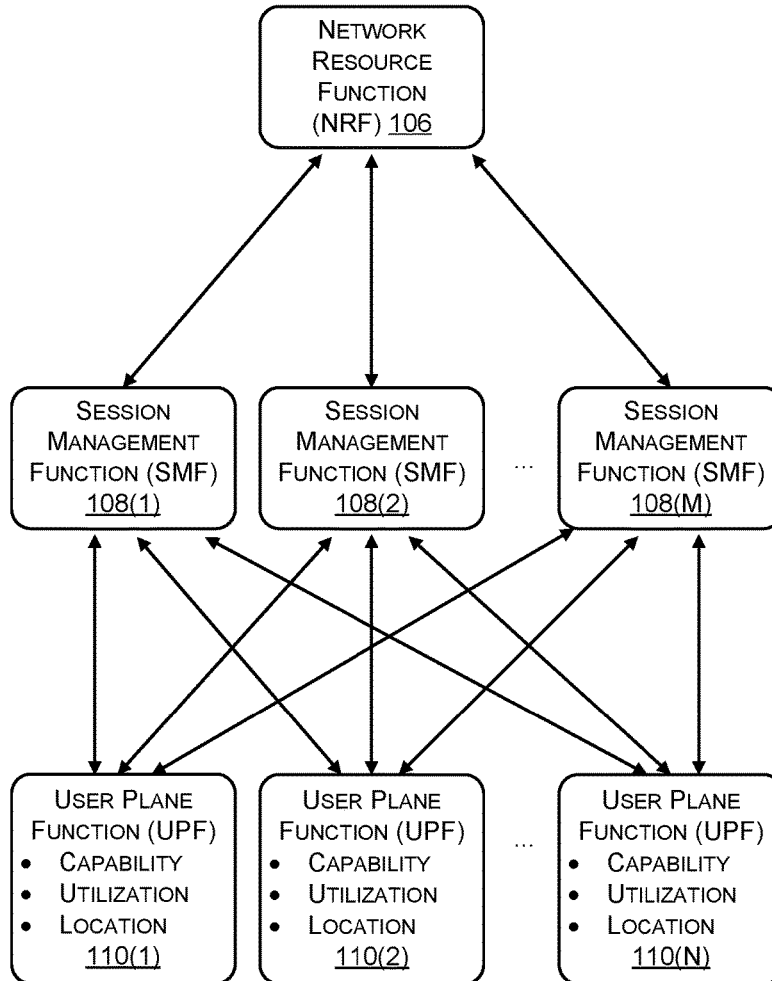 NETWORK
RESOURCE
FUNCTION
(NRF) 106
SESSION
MANAGEMENT
FUNCTION (SMF)
108(1)
SESSION
MANAGEMENT
FUNCTION (SMF)
108(2)
...
SESSION
MANAGEMENT
FUNCTION (SMF)
108(M)
USER PLANE
FUNCTION (UPF)
• CAPABILITY
• UTILIZATION
• LOCATION
110(1)
USER PLANE
FUNCTION (UPF)
• CAPABILITY
• UTILIZATION
• LOCATION
110(2)
...
USER PLANE
FUNCTION (UPF)
• CAPABILITY
• UTILIZATION
• LOCATION
110(N)